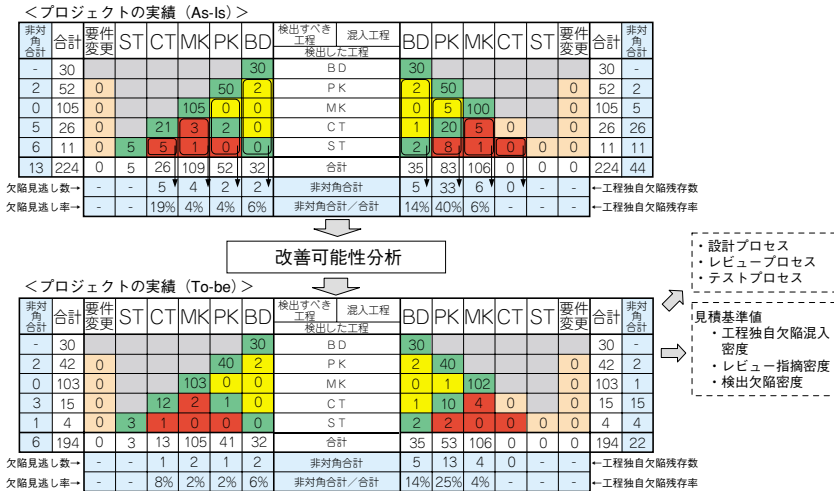 ＜プロジェクトの実績（As-Is）＞
非対角合計 合計 要件変更 ST CT MK PK BD 検出すべき工程 混入工程 BD PK MK CT ST 要件変更 合計 非対角合計
検出した工程
- 30 30 BD 30 30 -
2 52 0 50 2 PK 2 50 0 52 2
0 105 0 105 0 0 MK 0 5 100 0 105 5
5 26 0 21 3 2 0 CT 1 20 5 0 0 26 26
6 11 0 5 5 1 0 0 ST 2 8 1 0 0 0 11 11
13 224 0 5 26 109 52 32 合計 35 83 106 0 0 0 224 44
欠陥見逃し数→ - - 5 4 2 2 非対角合計 5 33 6 0 - - ←工程独自欠陥残存数
欠陥見逃し率→ - - 19% 4% 4% 6% 非対角合計／合計 14% 40% 6% - - - ←工程独自欠陥残存率
改善可能性分析
・設計プロセス
・レビュープロセス
・テストプロセス
＜プロジェクトの実績（To-be）＞
見積基準値
・工程独自欠陥混入
密度
・レビュー指摘密度
・検出欠陥密度
非対角合計 合計 要件変更 ST CT MK PK BD 検出すべき工程 混入工程 BD PK MK CT ST 要件変更 合計 非対角合計
検出した工程
- 30 30 BD 30 30 -
2 42 0 40 2 PK 2 40 0 42 2
0 103 0 103 0 0 MK 0 1 102 0 103 1
3 15 0 12 2 1 0 CT 1 10 4 0 0 15 15
1 4 0 3 1 0 0 0 ST 2 2 0 0 0 0 4 4
6 194 0 3 13 105 41 32 合計 35 53 106 0 0 0 194 22
欠陥見逃し数→ - - 1 2 1 2 非対角合計 5 13 4 0 - - ←工程独自欠陥残存数
欠陥見逃し率→ - - 8% 2% 2% 6% 非対角合計／合計 14% 25% 4% - - - ←工程独自欠陥残存率